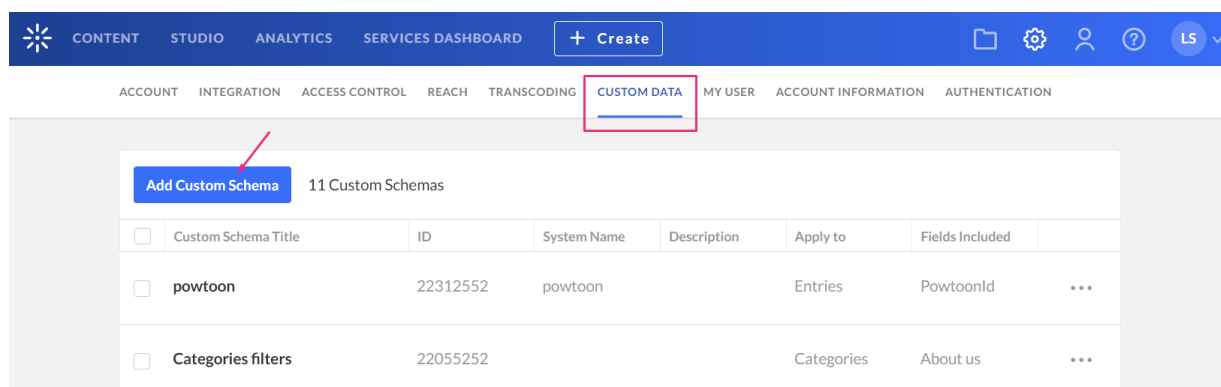 CONTENT STUDIO ANALYTICS SERVICES DASHBOARD + Create LS
ACCOUNT INTEGRATION ACCESS CONTROL REACH TRANSCODING CUSTOM DATA MY USER ACCOUNT INFORMATION AUTHENTICATION
Add Custom Schema 11 Custom Schemas
Custom Schema Title ID System Name Description Apply to Fields Included
powtoon 22312552 powtoon Entries PowtoonId
Categories filters 22055252 Categories About us